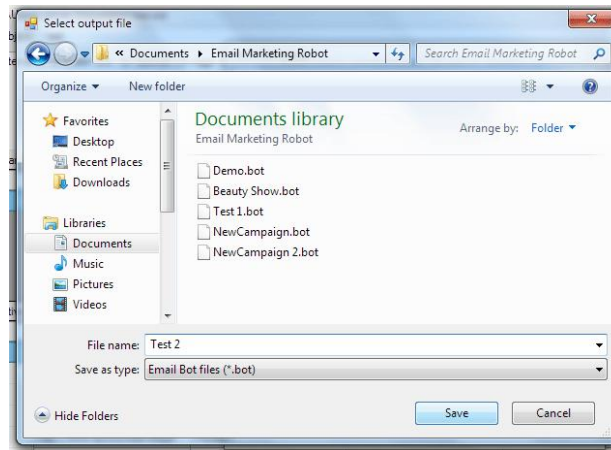 Select output file
« Documents ▸ Email Marketing Robot
Search Email Marketing Robot
Organize
New folder
Favorites
Desktop
Recent Places
Downloads
Libraries
Documents
Music
Pictures
Videos
Documents library
Email Marketing Robot
Arrange by: Folder
Demo.bot
Beauty Show.bot
Test 1.bot
NewCampaign.bot
NewCampaign 2.bot
File name: Test 2
Save as type: Email Bot files (*.bot)
Hide Folders
Save
Cancel